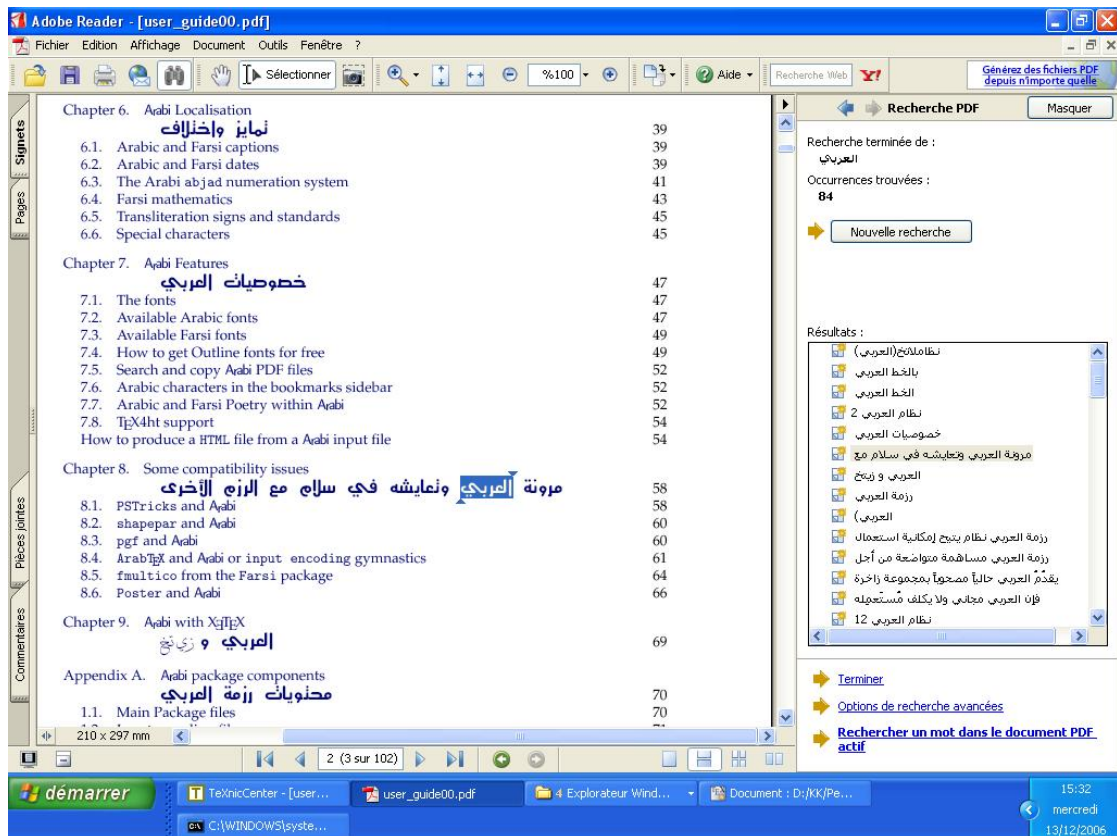 Adobe Reader - [user_guide00.pdf]
Fichier Edition Affichage Document Outils Fenêtre ?
Sélectionner %100 Aide Recherche Web Y! Générez des fichiers PDF depuis n'importe quelle
Signets
Pages
Pièces jointes
Commentaires
Chapter 6. Arabi Localisation
تمايز واختلاف 39
6.1. Arabic and Farsi captions 39
6.2. Arabic and Farsi dates 39
6.3. The Arabi abjad numeration system 41
6.4. Farsi mathematics 43
6.5. Transliteration signs and standards 45
6.6. Special characters 45
Chapter 7. Arabi Features
خصوصيات العربي 47
7.1. The fonts 47
7.2. Available Arabic fonts 47
7.3. Available Farsi fonts 49
7.4. How to get Outline fonts for free 49
7.5. Search and copy Arabi PDF files 52
7.6. Arabic characters in the bookmarks sidebar 52
7.7. Arabic and Farsi Poetry within Arabi 52
7.8. TEX4ht support 54
How to produce a HTML file from a Arabi input file 54
Chapter 8. Some compatibility issues
مرونة العربي وتعايشه في سلام مع الرزم الأخرى 58
8.1. PSTricks and Arabi 58
8.2. shapepar and Arabi 60
8.3. pgf and Arabi 60
8.4. ArabTEX and Arabi or input encoding gymnastics 61
8.5. fmultico from the Farsi package 64
8.6. Poster and Arabi 66
Chapter 9. Arabi with XƎTEX
العربي و زيتخ 69
Appendix A. Arabi package components
محتويات رزمة العربي 70
1.1. Main Package files 70
210 x 297 mm
2 (3 sur 102)
Recherche PDF Masquer
Recherche terminée de :
العربي
Occurrences trouvées :
84
Nouvelle recherche
Résultats :
نظاملاتخ(العربي)
بالخط العربي
الخط العربي
نظام العربي 2
خصوصيات العربي
مرونة العربي وتعايشه في سلام مع
العربي و زيتخ
رزمة العربي
العربي)
رزمة العربي نظام يتيح إمكانية استعمال
رزمة العربي مساهمة متواضعة من أجل
يقدّمُ العربي حالياً مصحوباً بمجموعة زاخرة
فإن العربي مجاني ولا يكلف مُستَعمِله
نظام العربي 12
Terminer
Options de recherche avancées
Rechercher un mot dans le document PDF actif
démarrer
TeXnicCenter - [user...
user_guide00.pdf
4 Explorateur Wind...
Document : D:/KK/Pe...
C:\WINDOWS\syste...
15:32
mercredi
13/12/2006